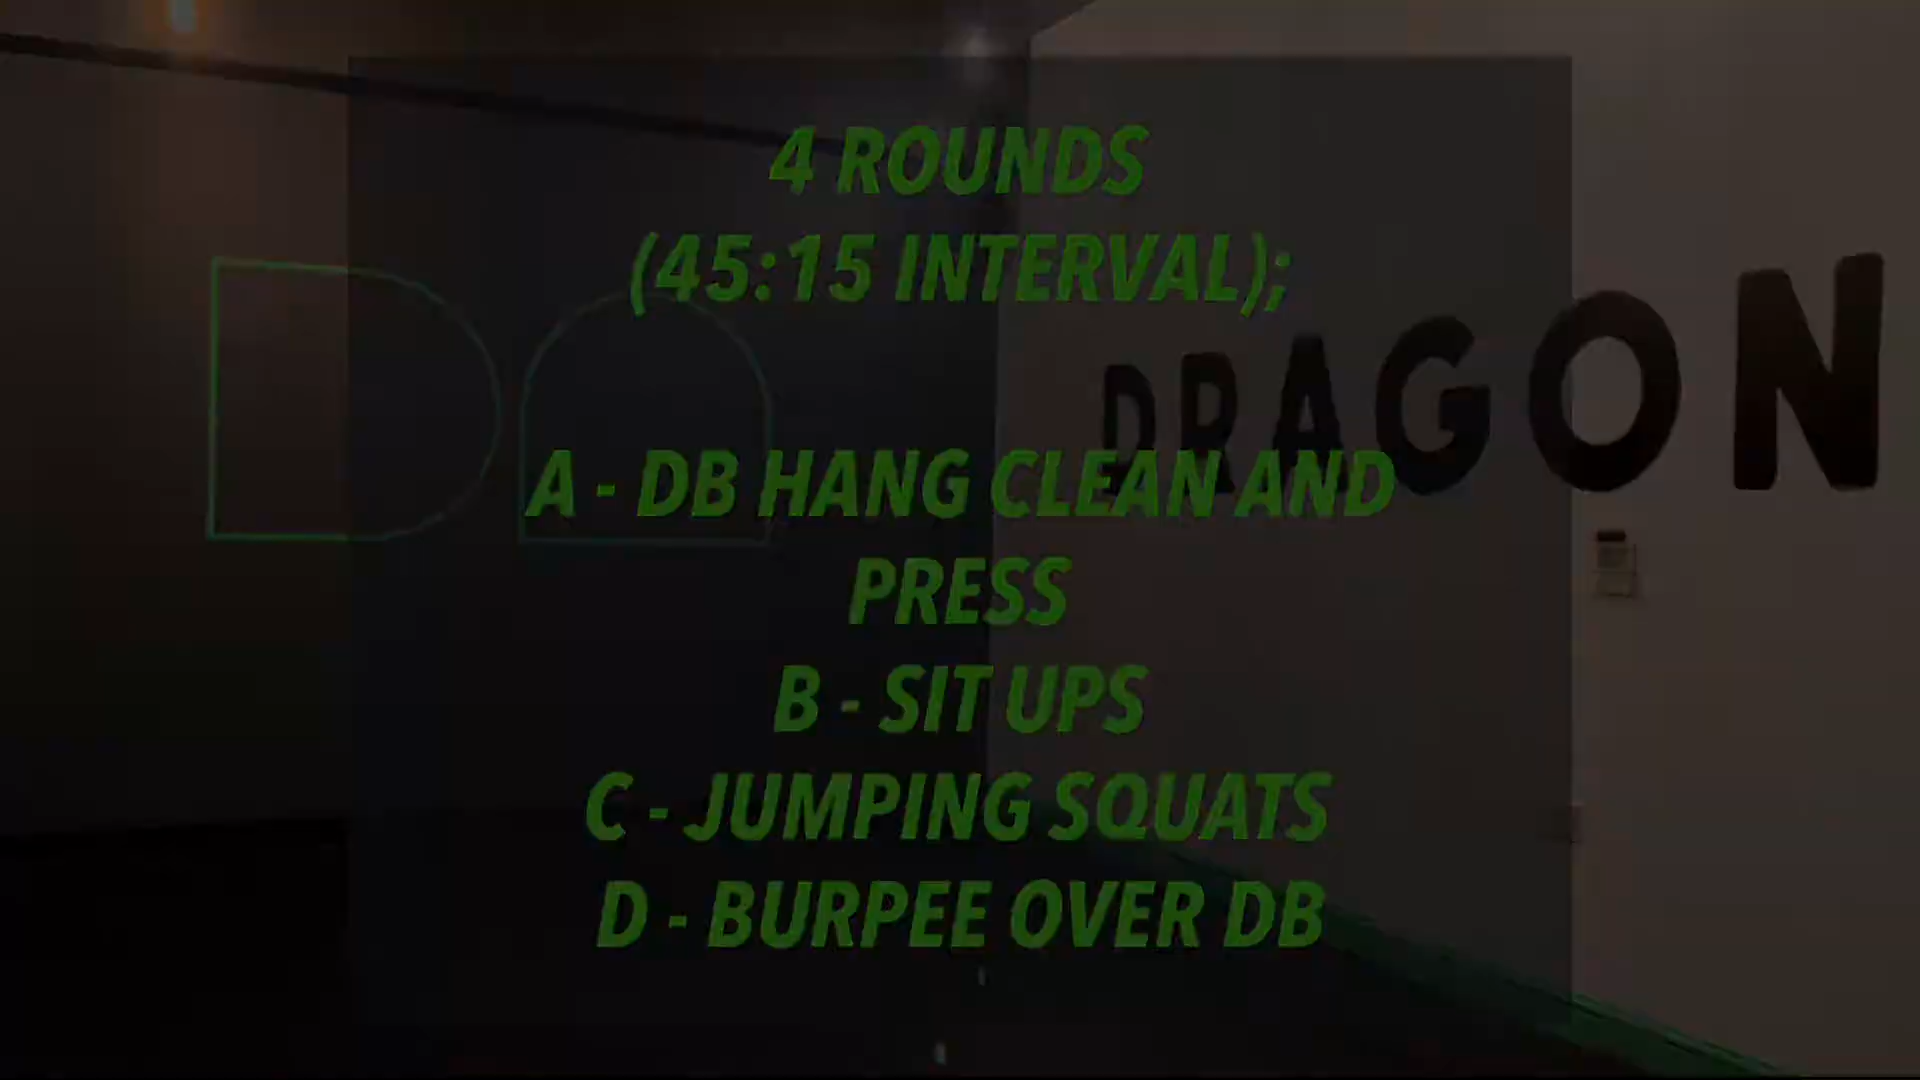 4 ROUNDS
(45:15 INTERVAL);
DRAGON
A - DB HANG CLEAN AND
PRESS
B - SIT UPS
C - JUMPING SQUATS
D - BURPEE OVER DB